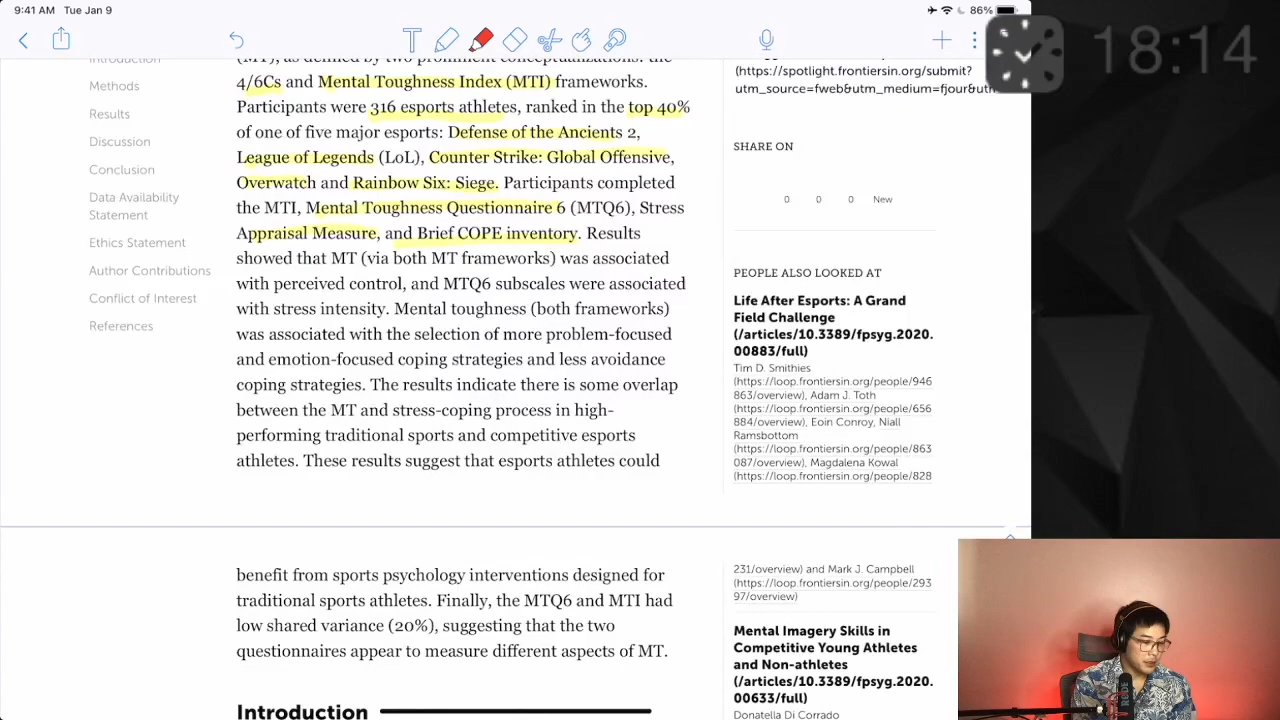 9:41 AM Tue Jan 9
86%
18:14
Introduction
Methods
Results
Discussion
Conclusion
Data Availability
Statement
Ethics Statement
Author Contributions
Conflict of Interest
References
(MT), as defined by two prominent conceptualizations: the
4/6Cs and Mental Toughness Index (MTI) frameworks.
Participants were 316 esports athletes, ranked in the top 40%
of one of five major esports: Defense of the Ancients 2,
League of Legends (LoL), Counter Strike: Global Offensive,
Overwatch and Rainbow Six: Siege. Participants completed
the MTI, Mental Toughness Questionnaire 6 (MTQ6), Stress
Appraisal Measure, and Brief COPE inventory. Results
showed that MT (via both MT frameworks) was associated
with perceived control, and MTQ6 subscales were associated
with stress intensity. Mental toughness (both frameworks)
was associated with the selection of more problem-focused
and emotion-focused coping strategies and less avoidance
coping strategies. The results indicate there is some overlap
between the MT and stress-coping process in high-
performing traditional sports and competitive esports
athletes. These results suggest that esports athletes could
benefit from sports psychology interventions designed for
traditional sports athletes. Finally, the MTQ6 and MTI had
low shared variance (20%), suggesting that the two
questionnaires appear to measure different aspects of MT.
Introduction
(https://spotlight.frontiersin.org/submit?
utm_source=fweb&utm_medium=fjour&utm
SHARE ON
0 0 0 New
PEOPLE ALSO LOOKED AT
Life After Esports: A Grand
Field Challenge
(/articles/10.3389/fpsyg.2020.
00883/full)
Tim D. Smithies
(https://loop.frontiersin.org/people/946
863/overview), Adam J. Toth
(https://loop.frontiersin.org/people/656
884/overview), Eoin Conroy, Niall
Ramsbottom
(https://loop.frontiersin.org/people/863
087/overview), Magdalena Kowal
(https://loop.frontiersin.org/people/828
231/overview) and Mark J. Campbell
(https://loop.frontiersin.org/people/293
97/overview)
Mental Imagery Skills in
Competitive Young Athletes
and Non-athletes
(/articles/10.3389/fpsyg.2020.
00633/full)
Donatella Di Corrado
RODE